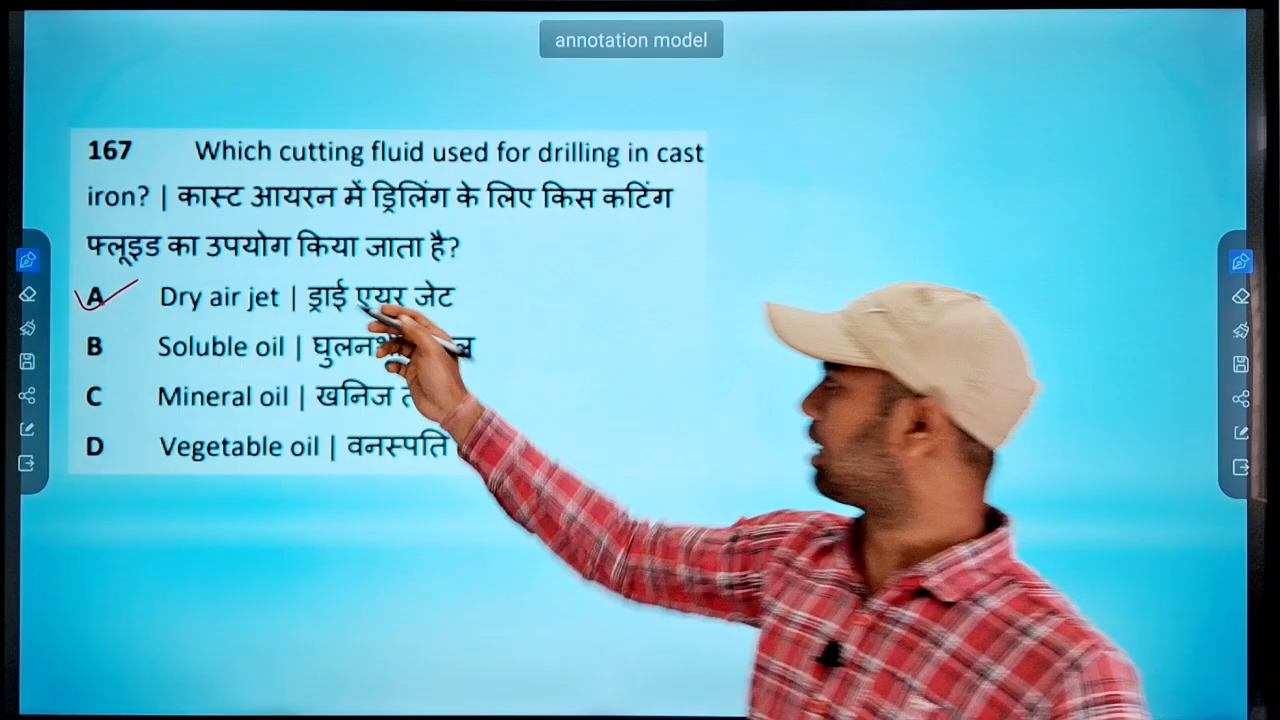 annotation model
167 Which cutting fluid used for drilling in cast
iron? | कास्ट आयरन में ड्रिलिंग के लिए किस कटिंग
फ्लूइड का उपयोग किया जाता है?
A Dry air jet | ड्राई एयर जेट
B Soluble oil |
C Mineral oil | खनिज
D Vegetable oil | वनस्पति